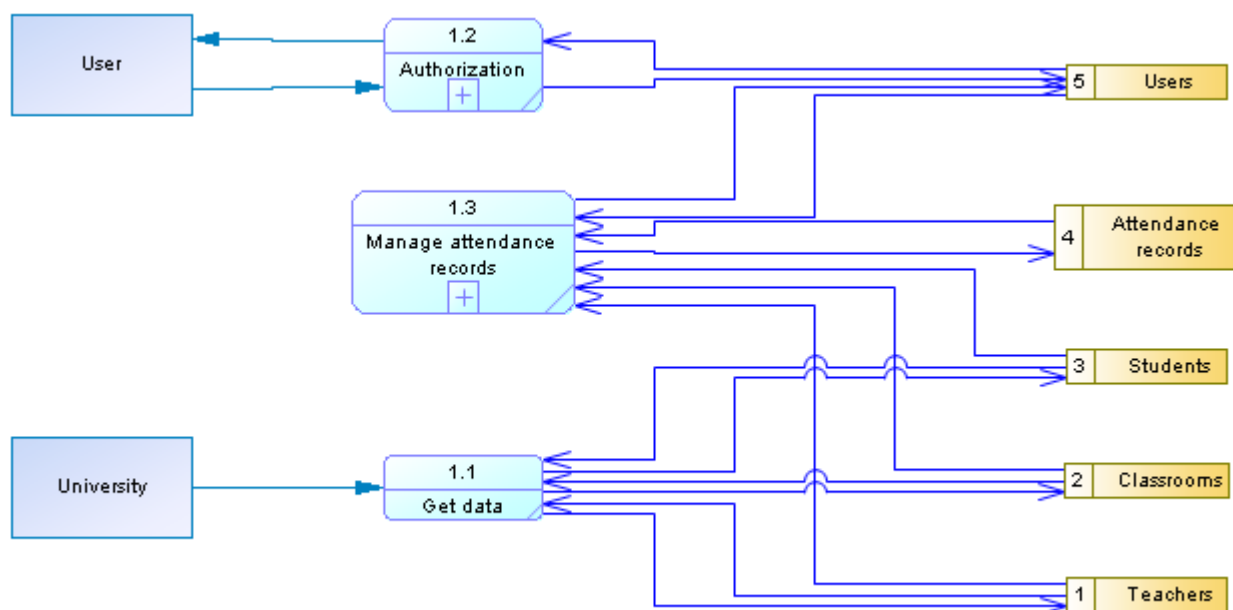 User
1.2
Authorization
5 Users
1.3
Manage attendance
records
4 Attendance
records
3 Students
University
1.1
Get data
2 Classrooms
1 Teachers